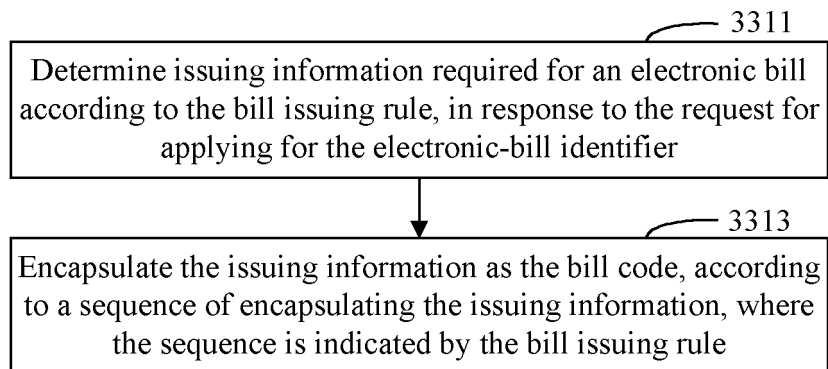 3311
Determine issuing information required for an electronic bill
according to the bill issuing rule, in response to the request for
applying for the electronic-bill identifier
3313
Encapsulate the issuing information as the bill code, according
to a sequence of encapsulating the issuing information, where
the sequence is indicated by the bill issuing rule